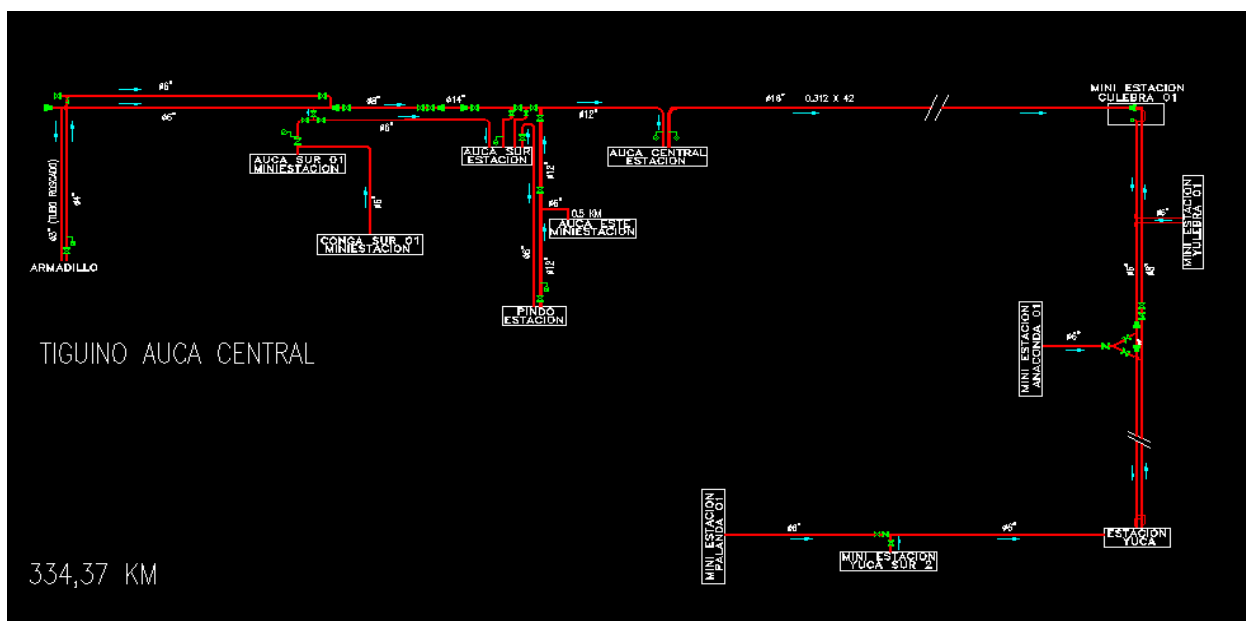 ø6"
ø6"
ø8"
ø14"
ø12"
ø16" 0.312 X 42
MINI ESTACION
CULEBRA 01
ø6"
AUCA SUR 01
MINIESTACION
AUCA SUR
ESTACION
AUCA CENTRAL
ESTACION
ø3" (TUBO ROSCADO)
ø4"
ø6"
ø12"
ø6"
0.5 KM
AUCA ESTE
MINIESTACION
ø6"
MINI ESTACION
YULEBRA 01
CONGA SUR 01
MINIESTACION
ø6"
ø12"
ARMADILLO
ø6"
ø8"
PINDO
ESTACION
TIGUINO AUCA CENTRAL
MINI ESTACION
ANACONDA 01
ø6"
MINI ESTACION
PALANDA 01
ø6"
ø6"
ESTACION
YUCA
MINI ESTACION
YUCA SUR 2
334,37 KM